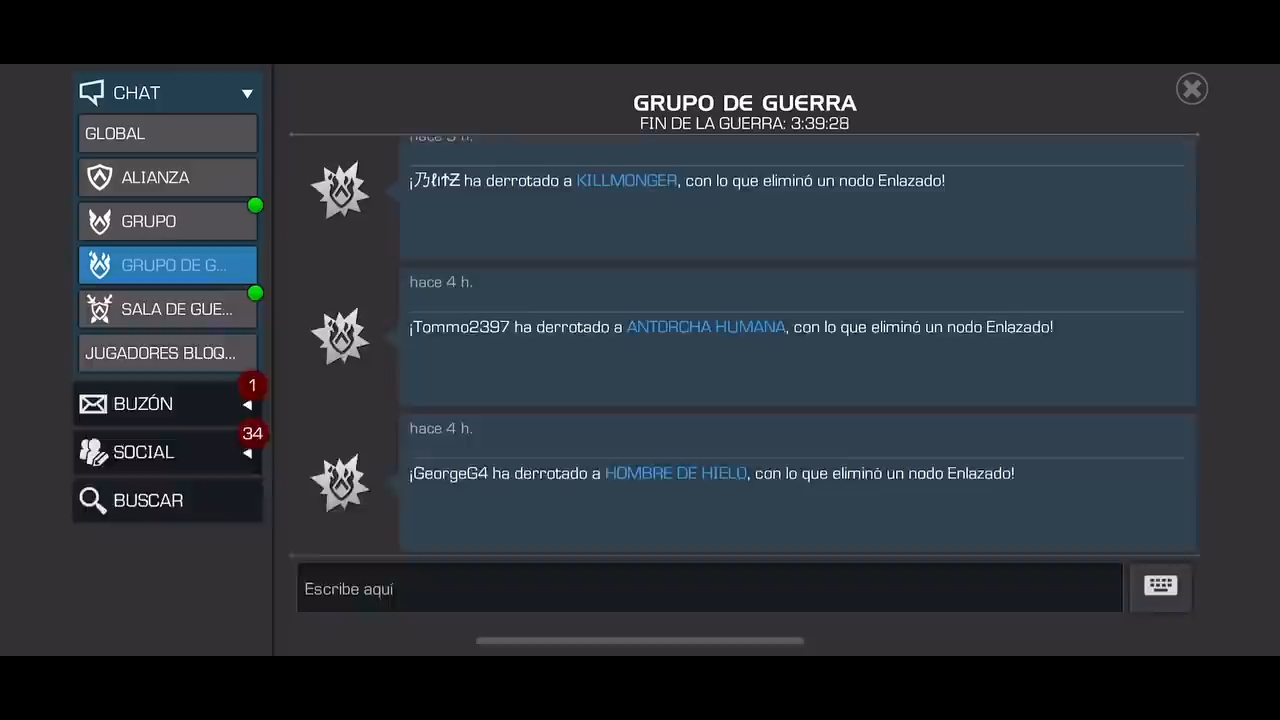 CHAT
GLOBAL
ALIANZA
GRUPO
GRUPO DE G...
SALA DE GUE...
JUGADORES BLOQ...
1
BUZÓN
34
SOCIAL
BUSCAR
GRUPO DE GUERRA
FIN DE LA GUERRA: 3:39:28
ha derrotado a KILLMONGER, con lo que eliminó un nodo Enlazado!
hace 4 h.
¡Tommo2397 ha derrotado a ANTORCHA HUMANA, con lo que eliminó un nodo Enlazado!
hace 4 h.
¡GeorgeG4 ha derrotado a HOMBRE DE HIELO, con lo que eliminó un nodo Enlazado!
Escribe aquí